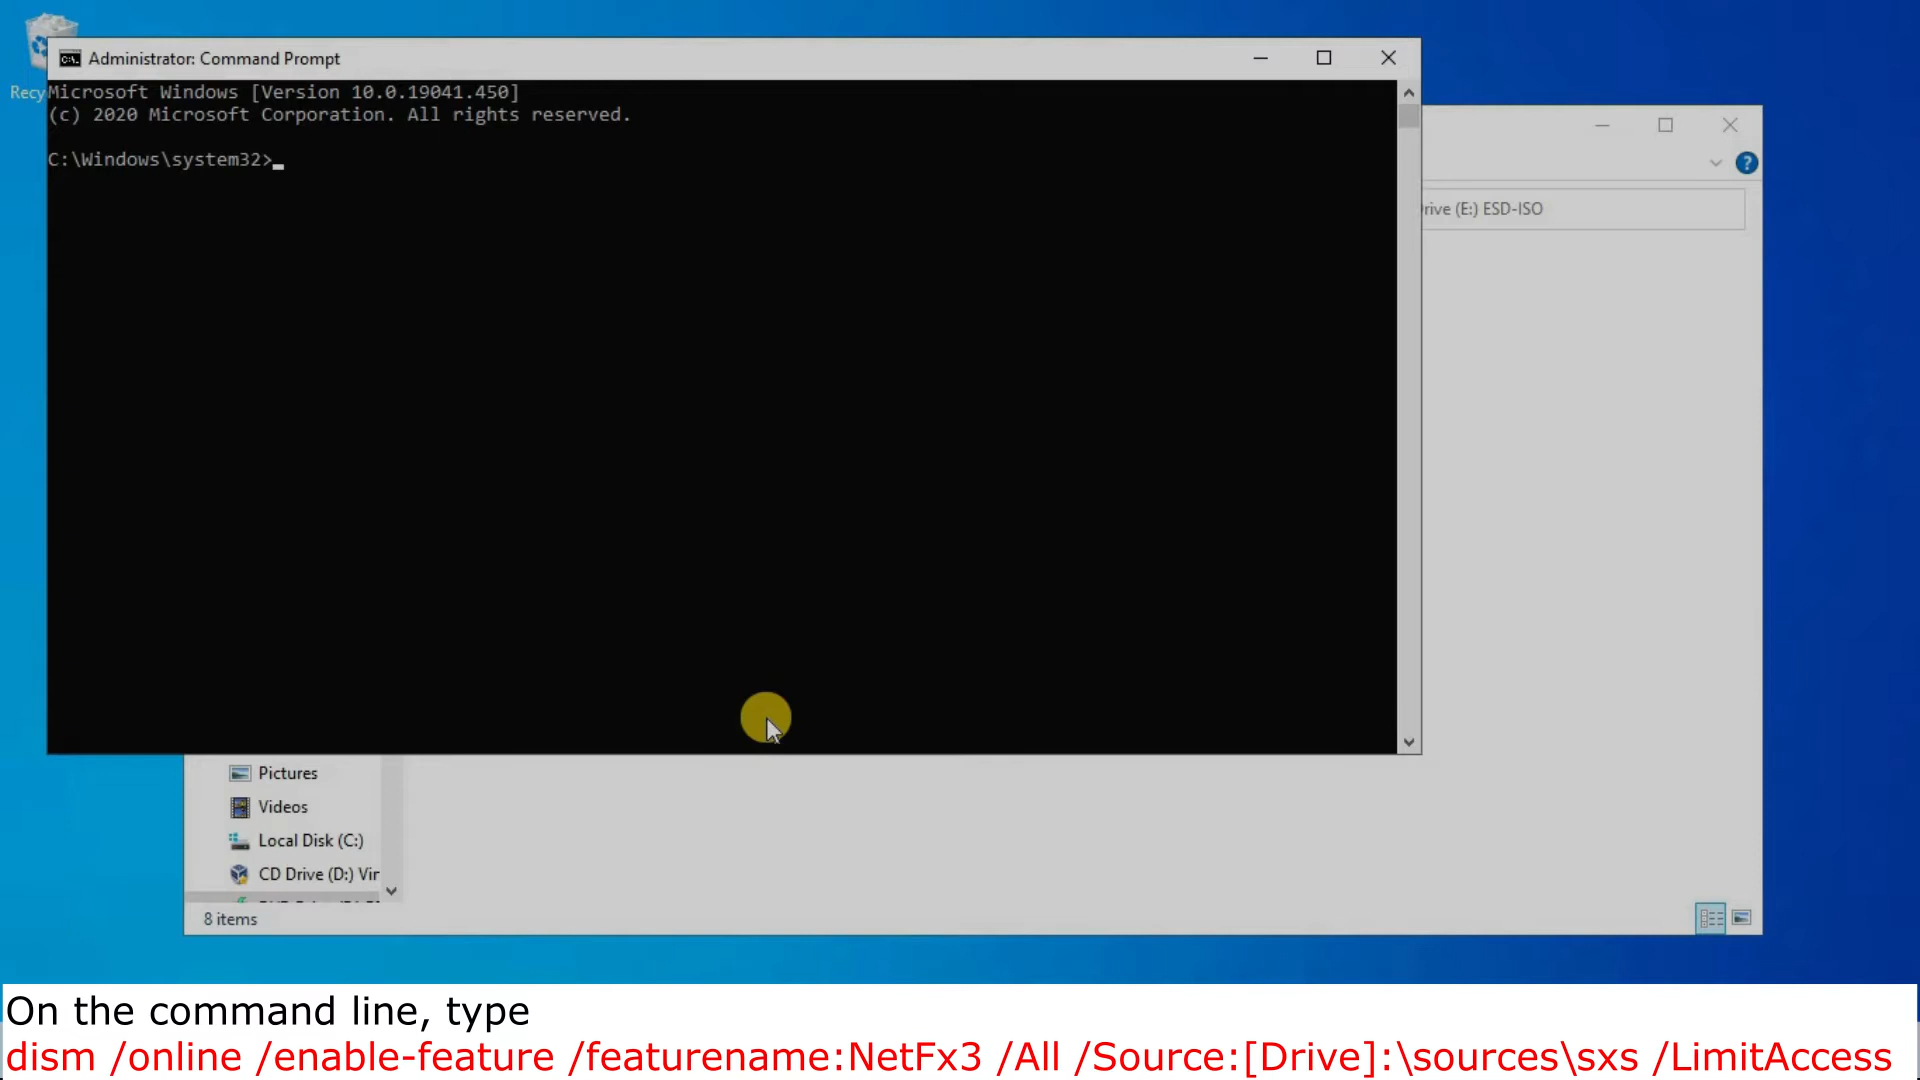 Recy
Administrator: Command Prompt
Microsoft Windows [Version 10.0.19041.450]
(c) 2020 Microsoft Corporation. All rights reserved.
C:\Windows\system32>
rive (E:) ESD-ISO
Pictures
Videos
Local Disk (C:)
CD Drive (D:) Vir
8 items
On the command line, type
dism /online /enable-feature /featurename:NetFx3 /All /Source:[Drive]:\sources\sxs /LimitAccess